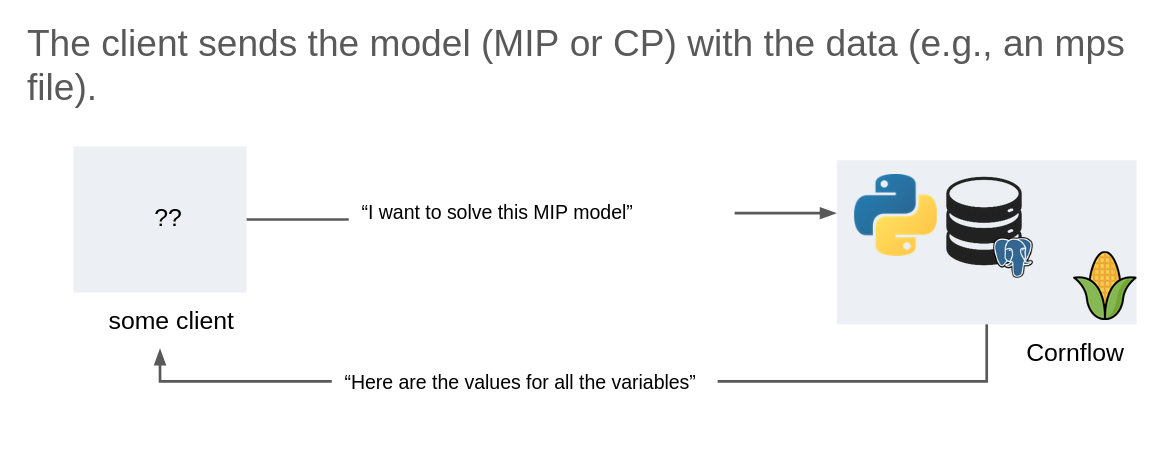 The client sends the model (MIP or CP) with the data (e.g., an mps
file).
??
“I want to solve this MIP model”
some client
Cornflow
“Here are the values for all the variables”